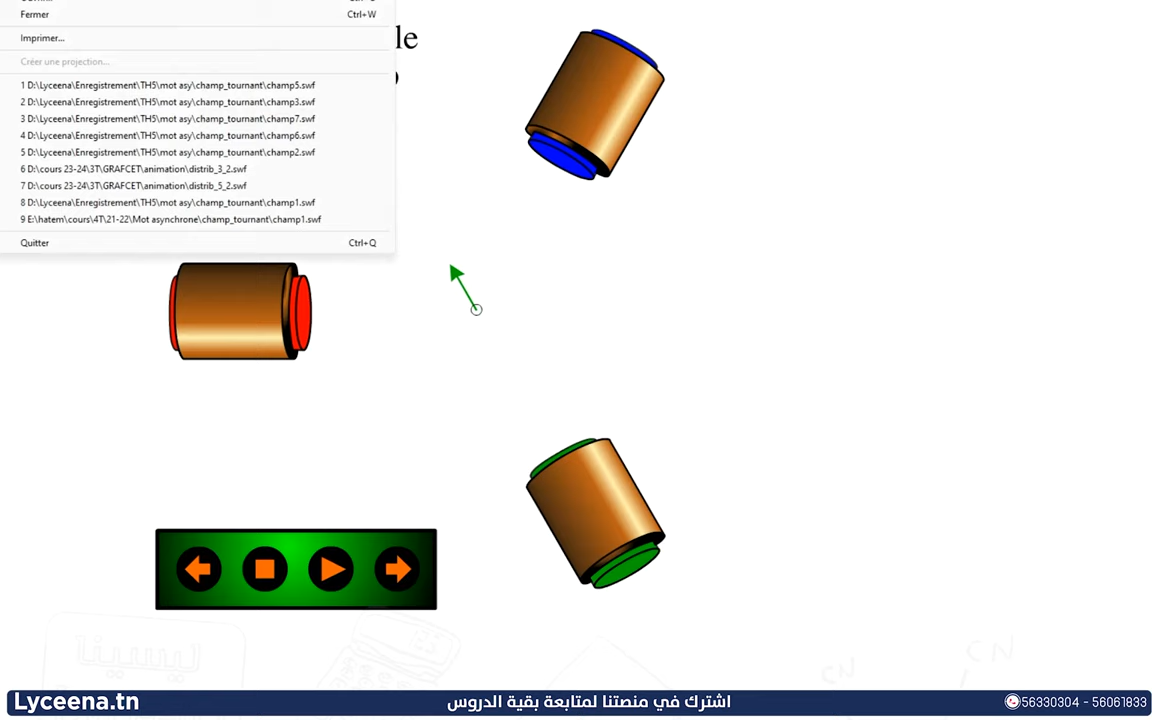 Fermer Ctrl+W
le
Imprimer...
Créer une projection...
1 D:\Lyceena\Enregistrement\TH5\mot asy\champ_tournant\champ5.swf
2 D:\Lyceena\Enregistrement\TH5\mot asy\champ_tournant\champ3.swf
3 D:\Lyceena\Enregistrement\TH5\mot asy\champ_tournant\champ7.swf
4 D:\Lyceena\Enregistrement\TH5\mot asy\champ_tournant\champ6.swf
5 D:\Lyceena\Enregistrement\TH5\mot asy\champ_tournant\champ2.swf
6 D:\cours 23-24\3T\GRAFCET\animation\distrib_3_2.swf
7 D:\cours 23-24\3T\GRAFCET\animation\distrib_5_2.swf
8 D:\Lyceena\Enregistrement\TH5\mot asy\champ_tournant\champ1.swf
9 E:\hatem\cours\4T\21-22\Mot asynchrone\champ_tournant\champ1.swf
Quitter Ctrl+Q
ليسينا
CN
CN
Lyceena.tn اشترك في منصتنا لمتابعة بقية الدروس 56330304 - 56061833